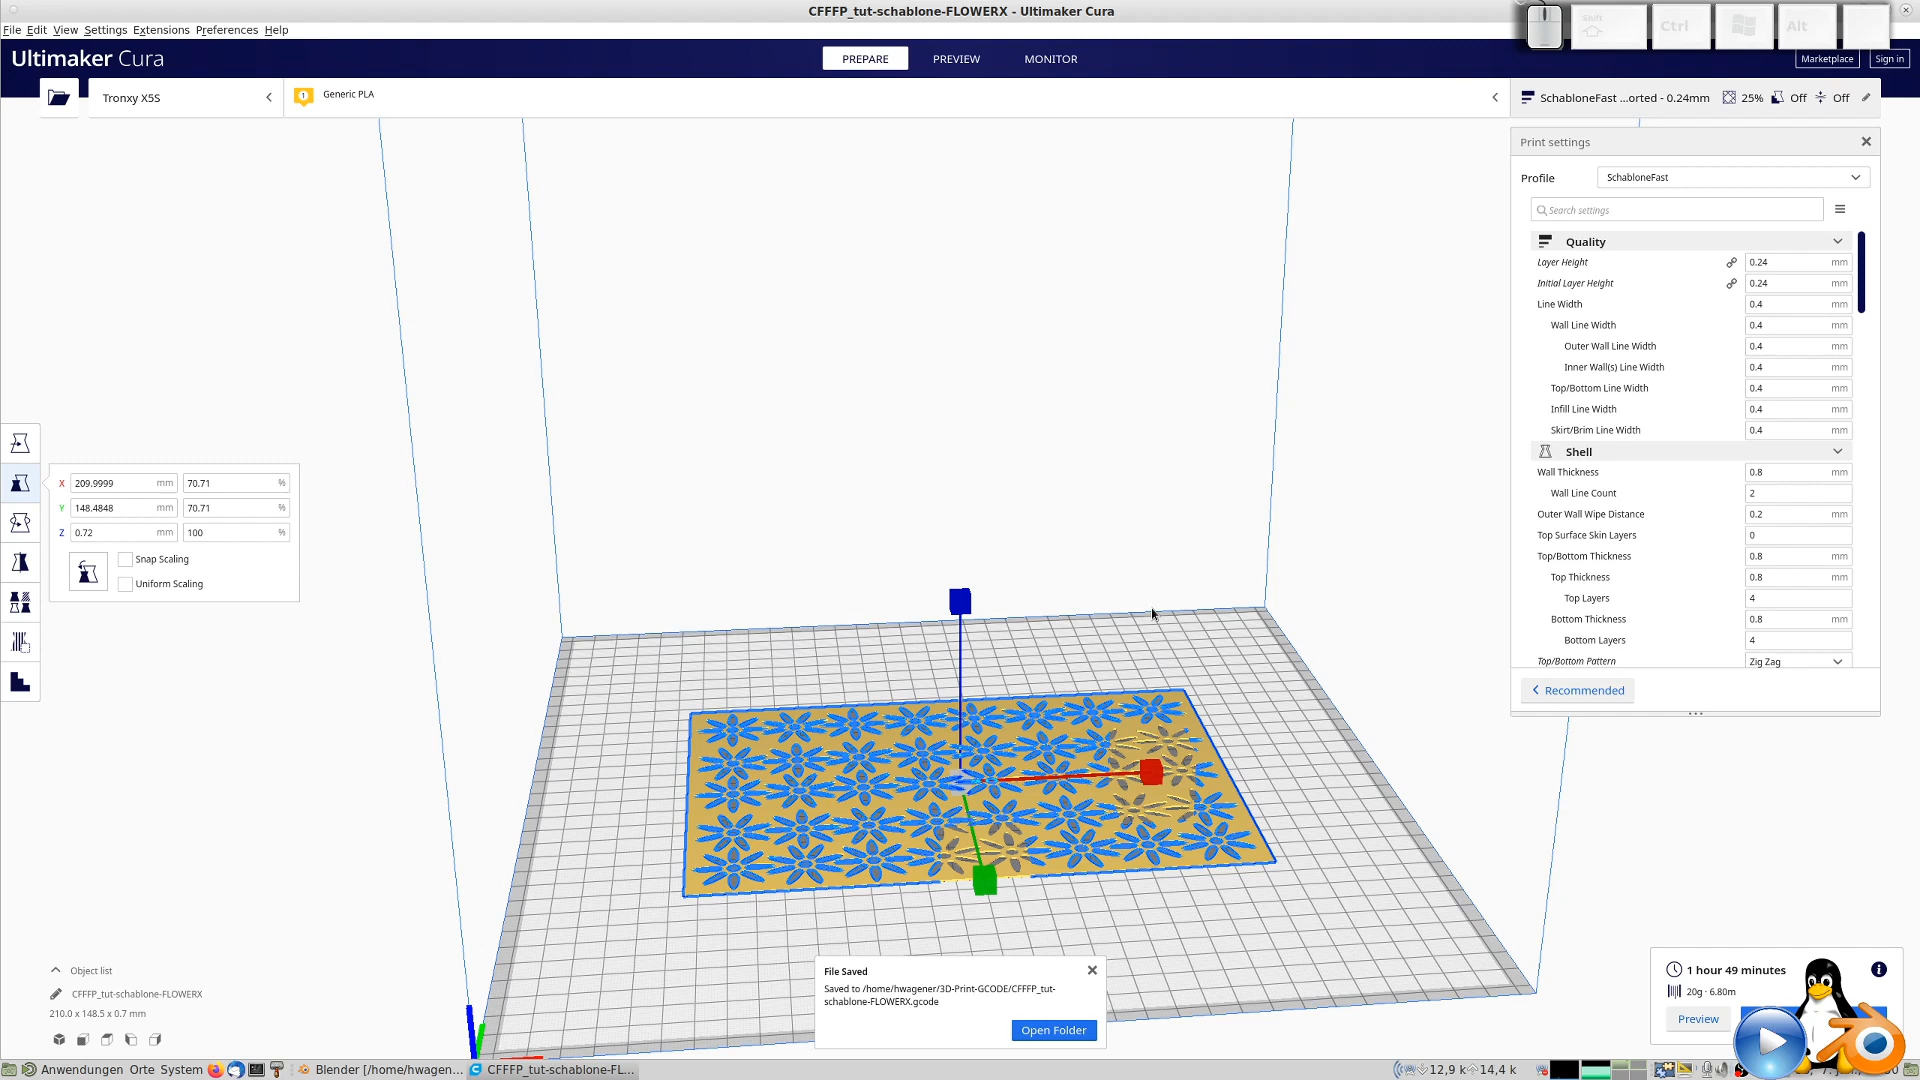 CFFFP_tut-schablone-FLOWERX - Ultimaker Cura
File Edit View Settings Extensions Preferences Help
Shift
Ctrl
Alt
Ultimaker Cura
PREPARE
PREVIEW
MONITOR
Marketplace
Sign in
Tronxy X5S
1
Generic PLA
SchabloneFast ...orted - 0.24mm
25%
Off
Off
Print settings
Profile
SchabloneFast
Search settings
Quality
Layer Height 0.24 mm
Initial Layer Height 0.24 mm
Line Width 0.4 mm
Wall Line Width 0.4 mm
Outer Wall Line Width 0.4 mm
Inner Wall(s) Line Width 0.4 mm
Top/Bottom Line Width 0.4 mm
Infill Line Width 0.4 mm
Skirt/Brim Line Width 0.4 mm
Shell
Wall Thickness 0.8 mm
Wall Line Count 2
Outer Wall Wipe Distance 0.2 mm
Top Surface Skin Layers 0
Top/Bottom Thickness 0.8 mm
Top Thickness 0.8 mm
Top Layers 4
Bottom Thickness 0.8 mm
Bottom Layers 4
Top/Bottom Pattern Zig Zag
Recommended
X 209.9999 mm 70.71 %
Y 148.4848 mm 70.71 %
Z 0.72 mm 100 %
Snap Scaling
Uniform Scaling
Object list
CFFFP_tut-schablone-FLOWERX
210.0 x 148.5 x 0.7 mm
File Saved
Saved to /home/hwagener/3D-Print-GCODE/CFFFP_tut-
schablone-FLOWERX.gcode
Open Folder
1 hour 49 minutes
20g · 6.80m
Preview
Anwendungen Orte System
Blender [/home/hwagen...
CFFFP_tut-schablone-FL...
12,9 k 14,4 k